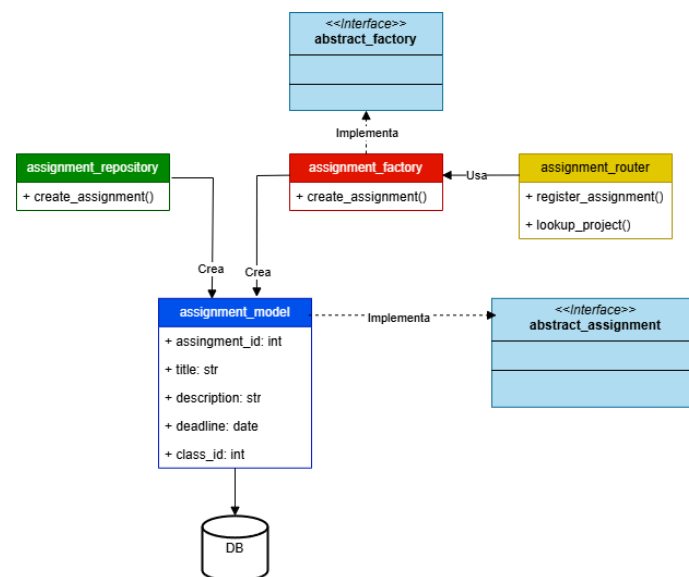 <<Interface>>
abstract_factory
Implementa
assignment_repository
+ create_assignment()
assignment_factory
+ create_assignment()
Usa
assignment_router
+ register_assignment()
+ lookup_project()
Crea
Crea
assignment_model
+ assingment_id: int
+ title: str
+ description: str
+ deadline: date
+ class_id: int
Implementa
<<Interface>>
abstract_assignment
DB